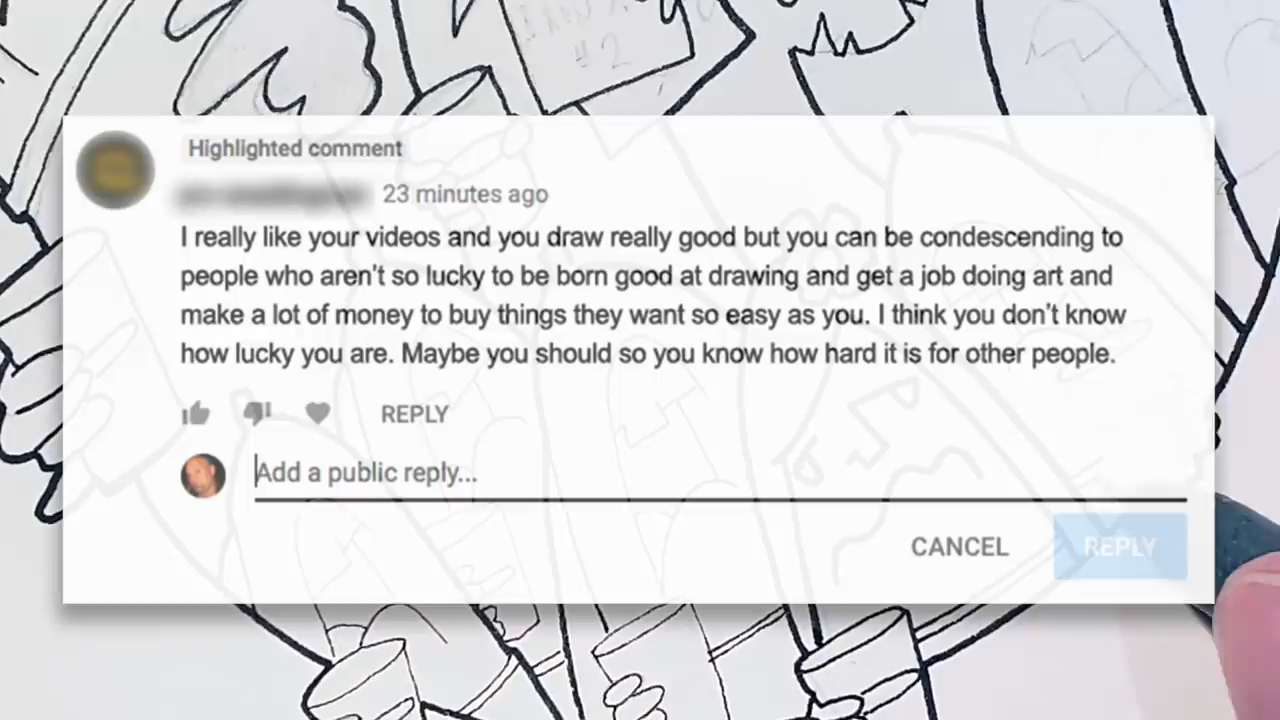 #2
Highlighted comment
23 minutes ago
I really like your videos and you draw really good but you can be condescending to
people who aren't so lucky to be born good at drawing and get a job doing art and
make a lot of money to buy things they want so easy as you. I think you don't know
how lucky you are. Maybe you should so you know how hard it is for other people.
REPLY
Add a public reply...
CANCEL
REPLY